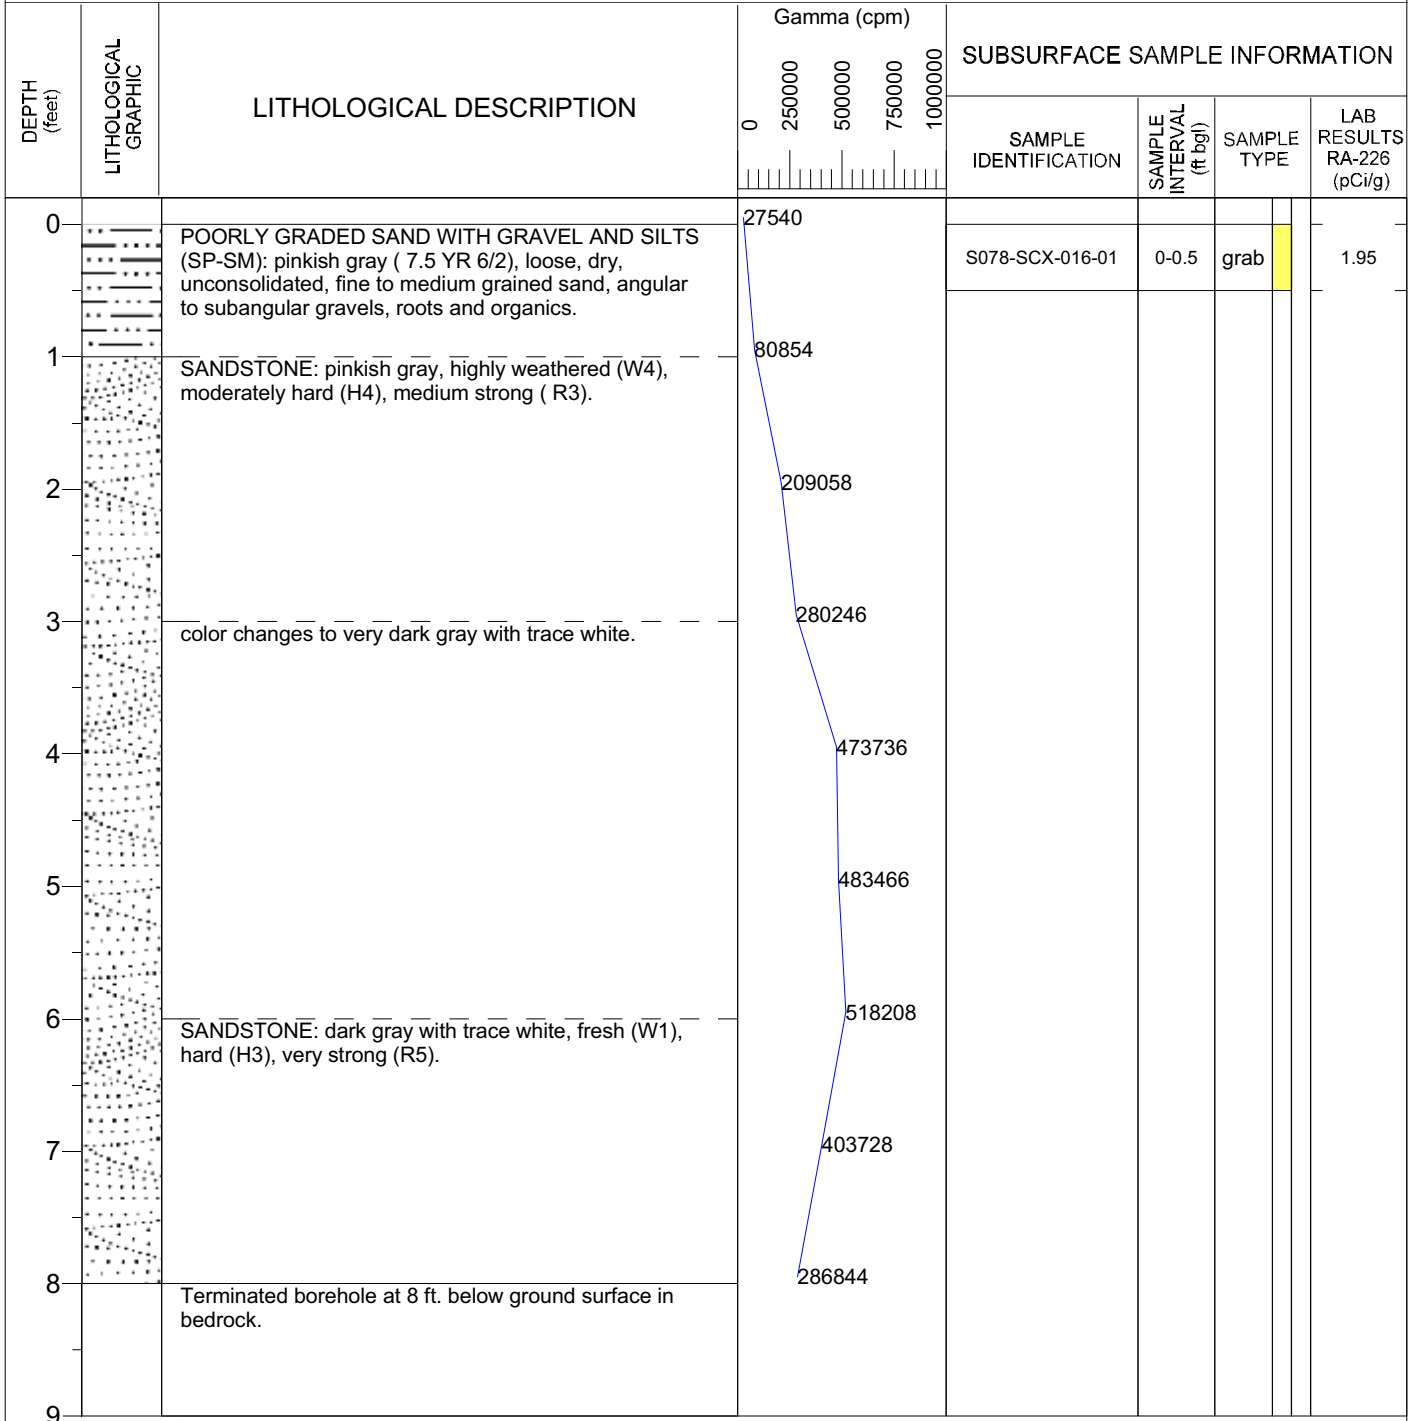 Gamma (cpm)
DEPTH
(feet)
LITHOLOGICAL
GRAPHIC
LITHOLOGICAL DESCRIPTION
0
250000
500000
750000
1000000
SUBSURFACE SAMPLE INFORMATION
SAMPLE
IDENTIFICATION
SAMPLE
INTERVAL
(ft bgl)
SAMPLE
TYPE
LAB
RESULTS
RA-226
(pCi/g)
0
27540
POORLY GRADED SAND WITH GRAVEL AND SILTS
(SP-SM): pinkish gray ( 7.5 YR 6/2), loose, dry,
unconsolidated, fine to medium grained sand, angular
to subangular gravels, roots and organics.
S078-SCX-016-01
0-0.5
grab
1.95
1
80854
SANDSTONE: pinkish gray, highly weathered (W4),
moderately hard (H4), medium strong ( R3).
2
209058
3
280246
color changes to very dark gray with trace white.
4
473736
5
483466
6
518208
SANDSTONE: dark gray with trace white, fresh (W1),
hard (H3), very strong (R5).
7
403728
8
286844
Terminated borehole at 8 ft. below ground surface in
bedrock.
9